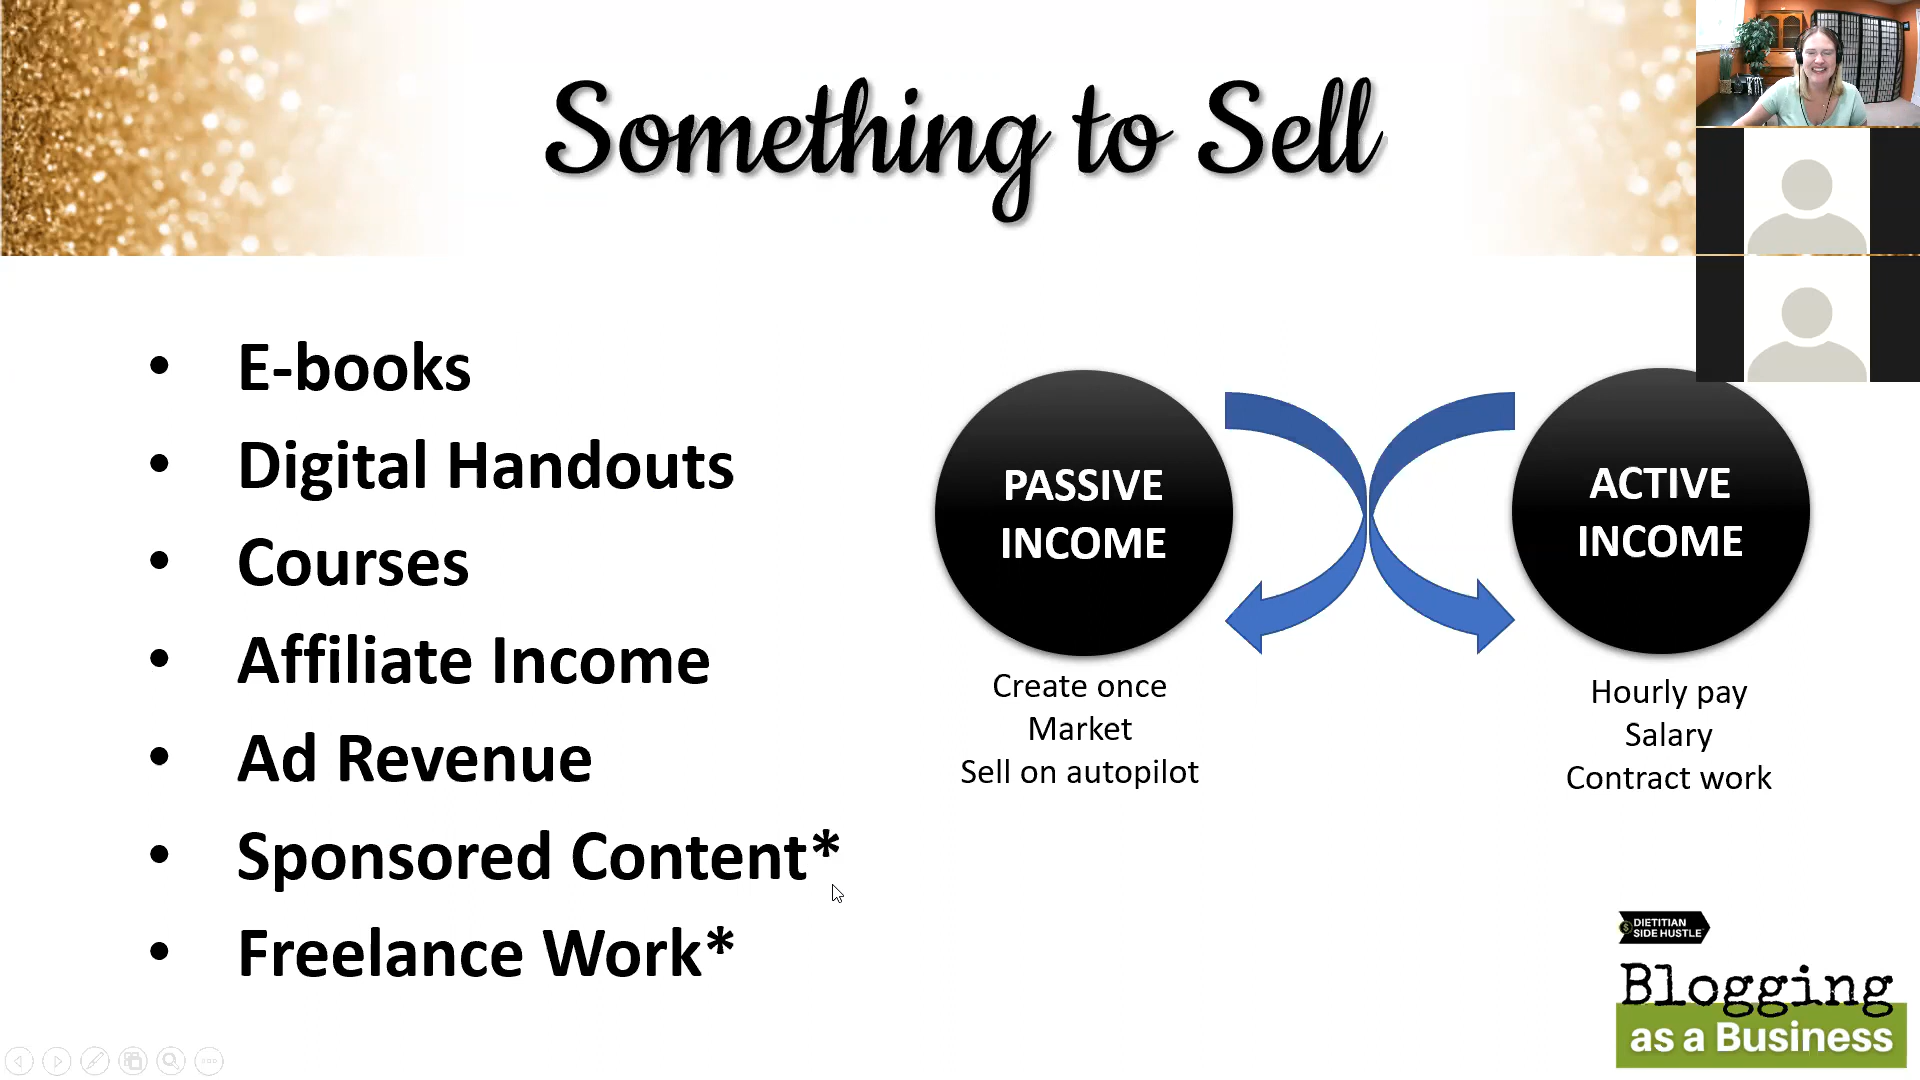 Something to Sell
• E-books
• Digital Handouts
• Courses
• Affiliate Income
• Ad Revenue
• Sponsored Content*
• Freelance Work*
PASSIVE
INCOME
Create once
Market
Sell on autopilot
ACTIVE
INCOME
Hourly pay
Salary
Contract work
DIETITIAN
SIDE HUSTLE
Blogging
as a Business